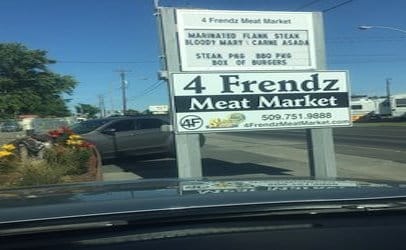 4 Frendz Meat Market
MARINATED FLANK STEAK
BLOODY MARY \ CARNE ASADA
STEAK PKG BBQ PKG
BOX OF BURGERS
4 Frendz
Meat Market
4F
509.751.9888
4FrendzMeatMarket.com